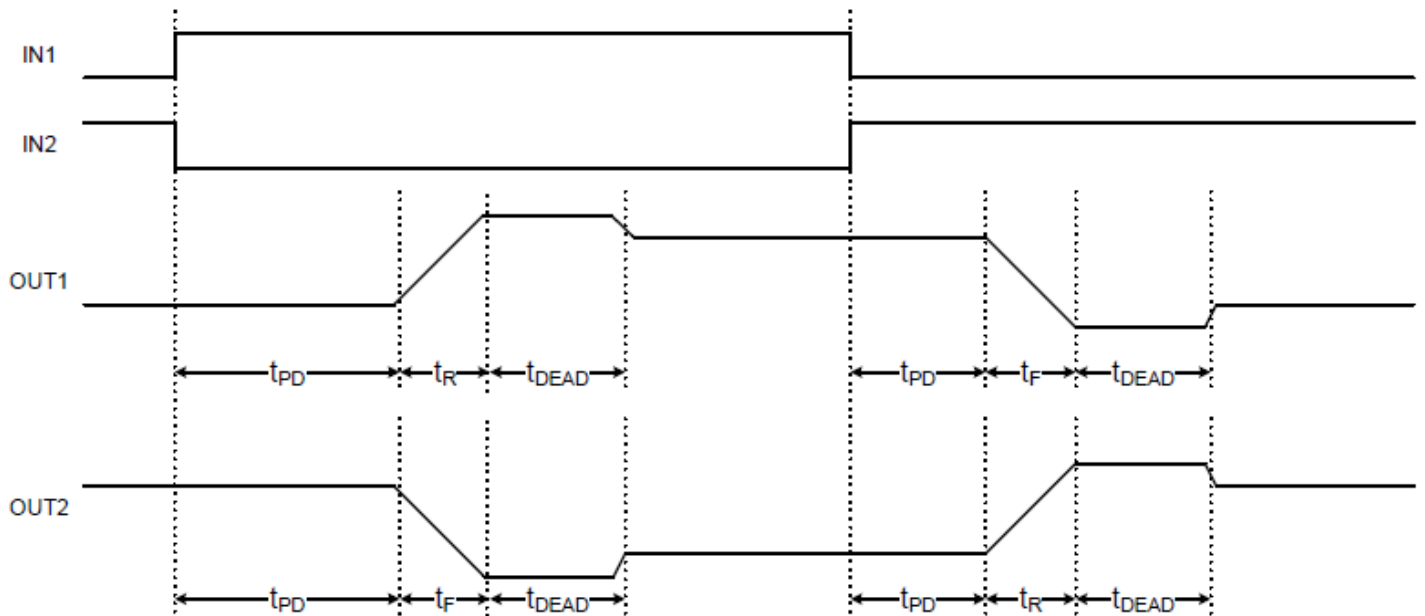 IN1
IN2
OUT1
tPD tR tDEAD tPD tF tDEAD
OUT2
tPD tF tDEAD tPD tR tDEAD